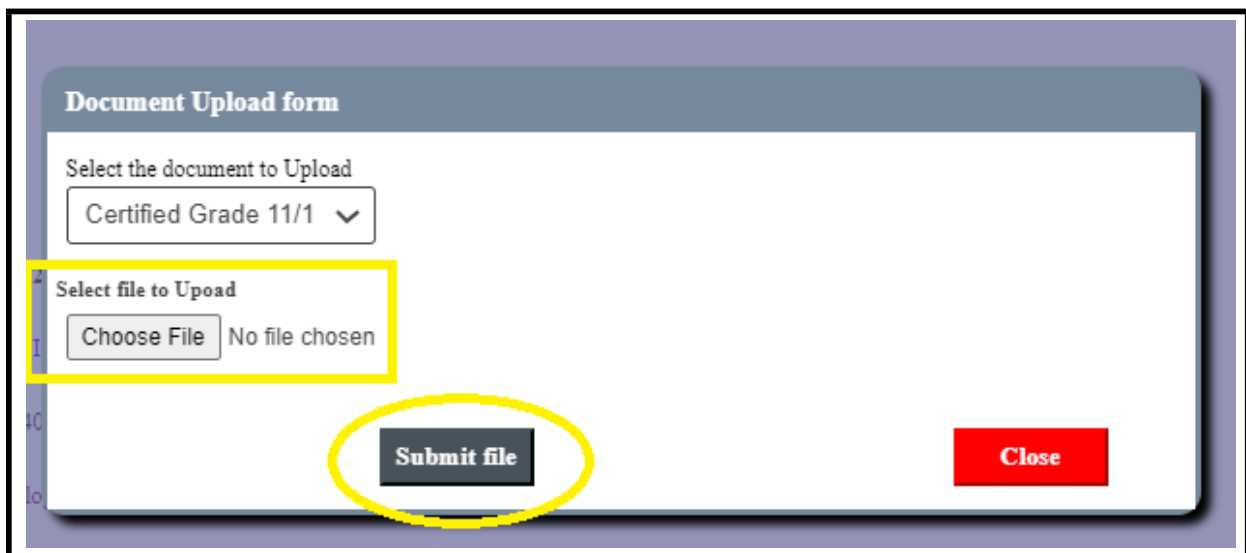 Document Upload form
Select the document to Upload
Certified Grade 11/1
Select file to Upoad
Choose File No file chosen
Submit file Close